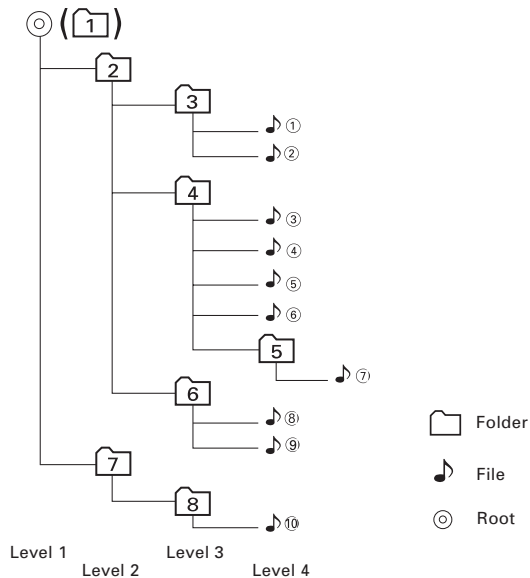 (1)
2
3
①
②
4
③
④
⑤
⑥
5
⑦
6
⑧
⑨
7
8
⑩
Folder
File
Root
Level 1
Level 2
Level 3
Level 4